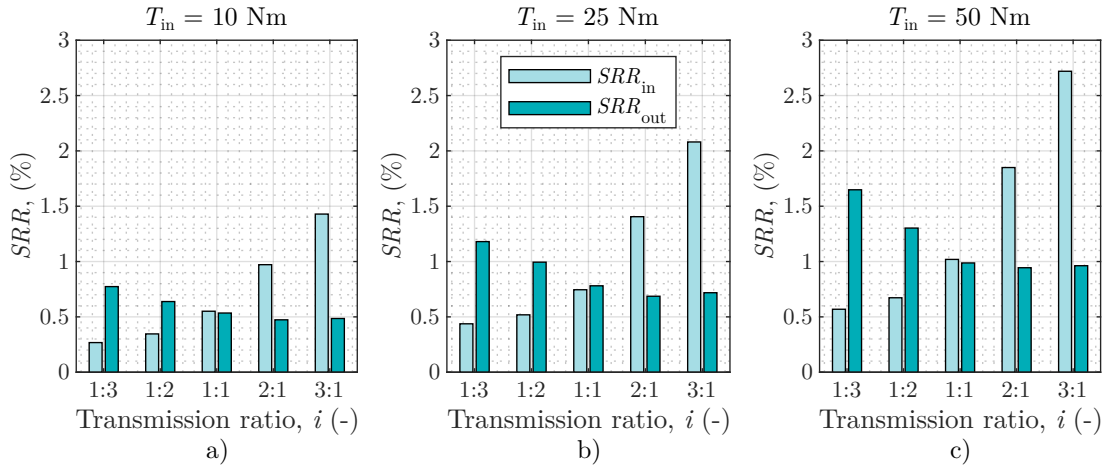 T_in = 10 Nm
3
2.5
2
1.5
1
0.5
0
SRR, (%)
1:3 1:2 1:1 2:1 3:1
Transmission ratio, i (-)
a)
T_in = 25 Nm
3
2.5
2
1.5
1
0.5
0
SRR, (%)
SRR_in
SRR_out
1:3 1:2 1:1 2:1 3:1
Transmission ratio, i (-)
b)
T_in = 50 Nm
3
2.5
2
1.5
1
0.5
0
SRR, (%)
1:3 1:2 1:1 2:1 3:1
Transmission ratio, i (-)
c)